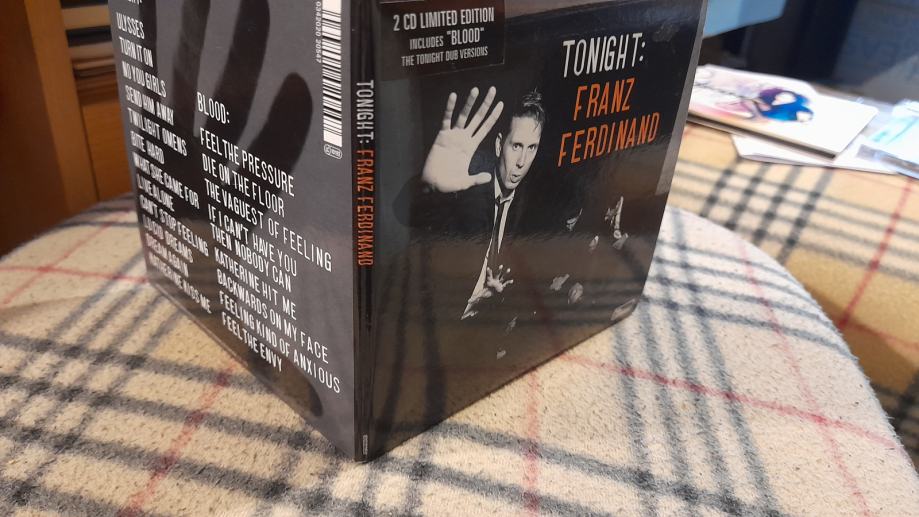 ULYSSES
TURN IT ON
NO YOU GIRLS
SEND HIM AWAY
TWILIGHT OMENS
BITE HARD
WHAT SHE CAME FOR
LIVE ALONE
CAN'T STOP FEELING
LUCID DREAMS
DREAM AGAIN
KATHERINE KISS ME
BLOOD:
FEEL THE PRESSURE
DIE ON THE FLOOR
THE VAGUEST OF FEELING
IF I CAN'T HAVE YOU
THEN NOBODY CAN
KATHERINE HIT ME
BACKWARDS ON MY FACE
FEELING KIND OF ANXIOUS
FEEL THE ENVY
TONIGHT: FRANZ FERDINAND
2 CD LIMITED EDITION
INCLUDES "BLOOD"
THE TONIGHT DUB VERSIONS
TONIGHT:
FRANZ
FERDINAND